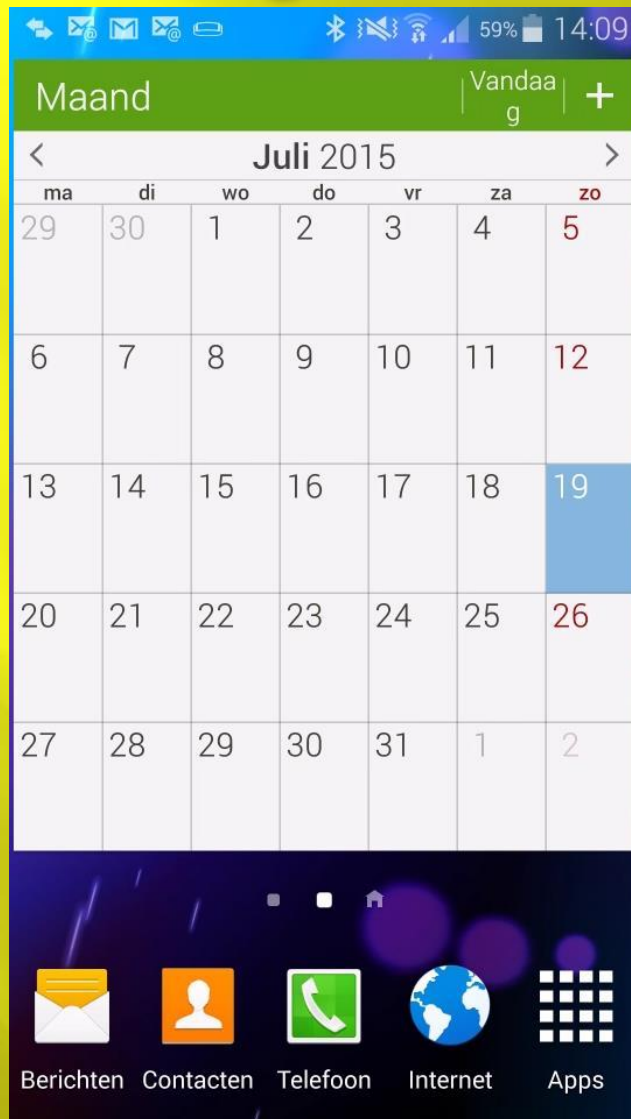 59% 14:09
Maand Vandaa
g +
< Juli 2015 >
ma di wo do vr za zo
29 30 1 2 3 4 5
6 7 8 9 10 11 12
13 14 15 16 17 18 19
20 21 22 23 24 25 26
27 28 29 30 31 1 2
Berichten Contacten Telefoon Internet Apps